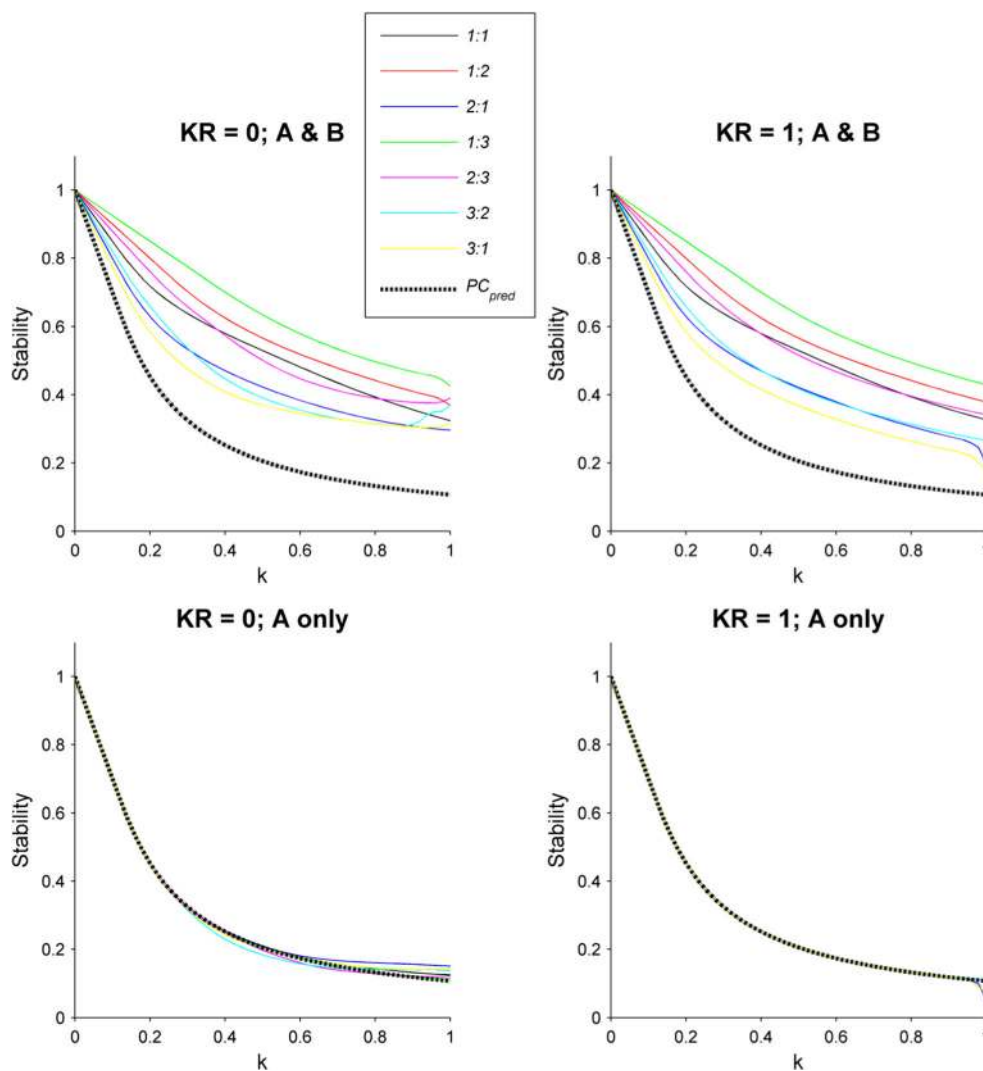 1:1
1:2
2:1
1:3
2:3
3:2
3:1
PCpred
KR = 0; A & B
1
0.8
0.6
0.4
0.2
0
Stability
0 0.2 0.4 0.6 0.8 1
k
KR = 1; A & B
1
0.8
0.6
0.4
0.2
0
Stability
0 0.2 0.4 0.6 0.8 1
k
KR = 0; A only
1
0.8
0.6
0.4
0.2
0
Stability
0 0.2 0.4 0.6 0.8 1
k
KR = 1; A only
1
0.8
0.6
0.4
0.2
0
Stability
0 0.2 0.4 0.6 0.8 1
k